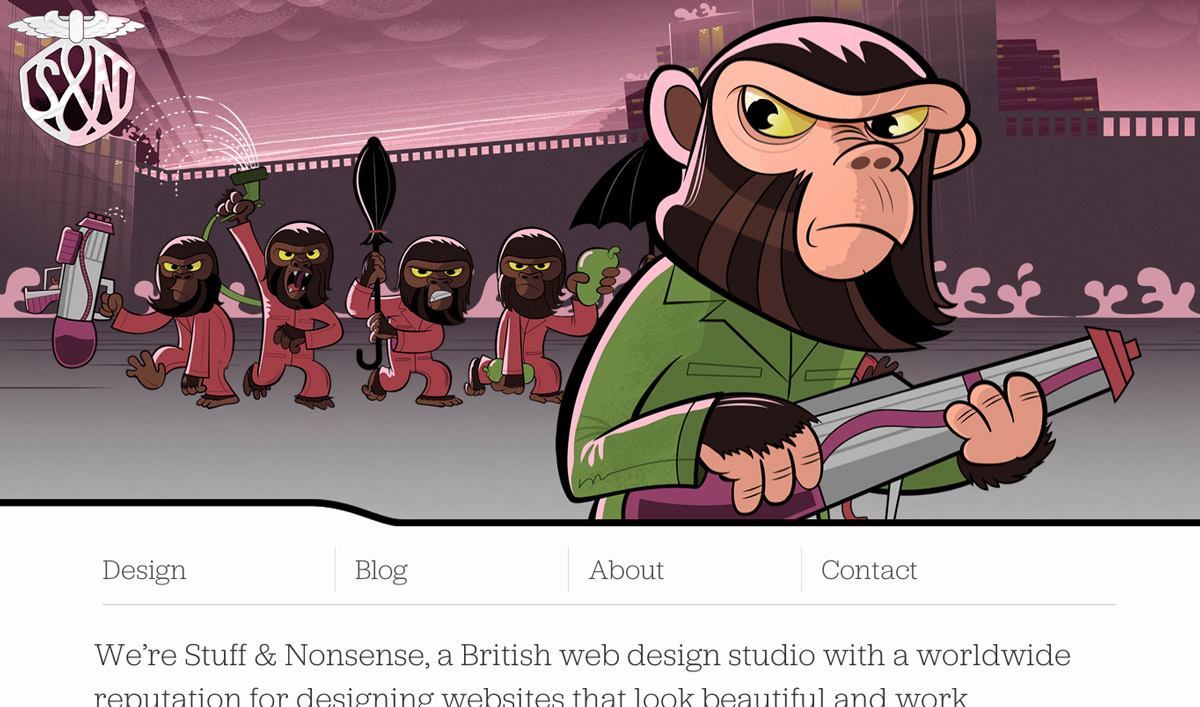 S&N
Design
Blog
About
Contact
We’re Stuff & Nonsense, a British web design studio with a worldwide
reputation for designing websites that look beautiful and work